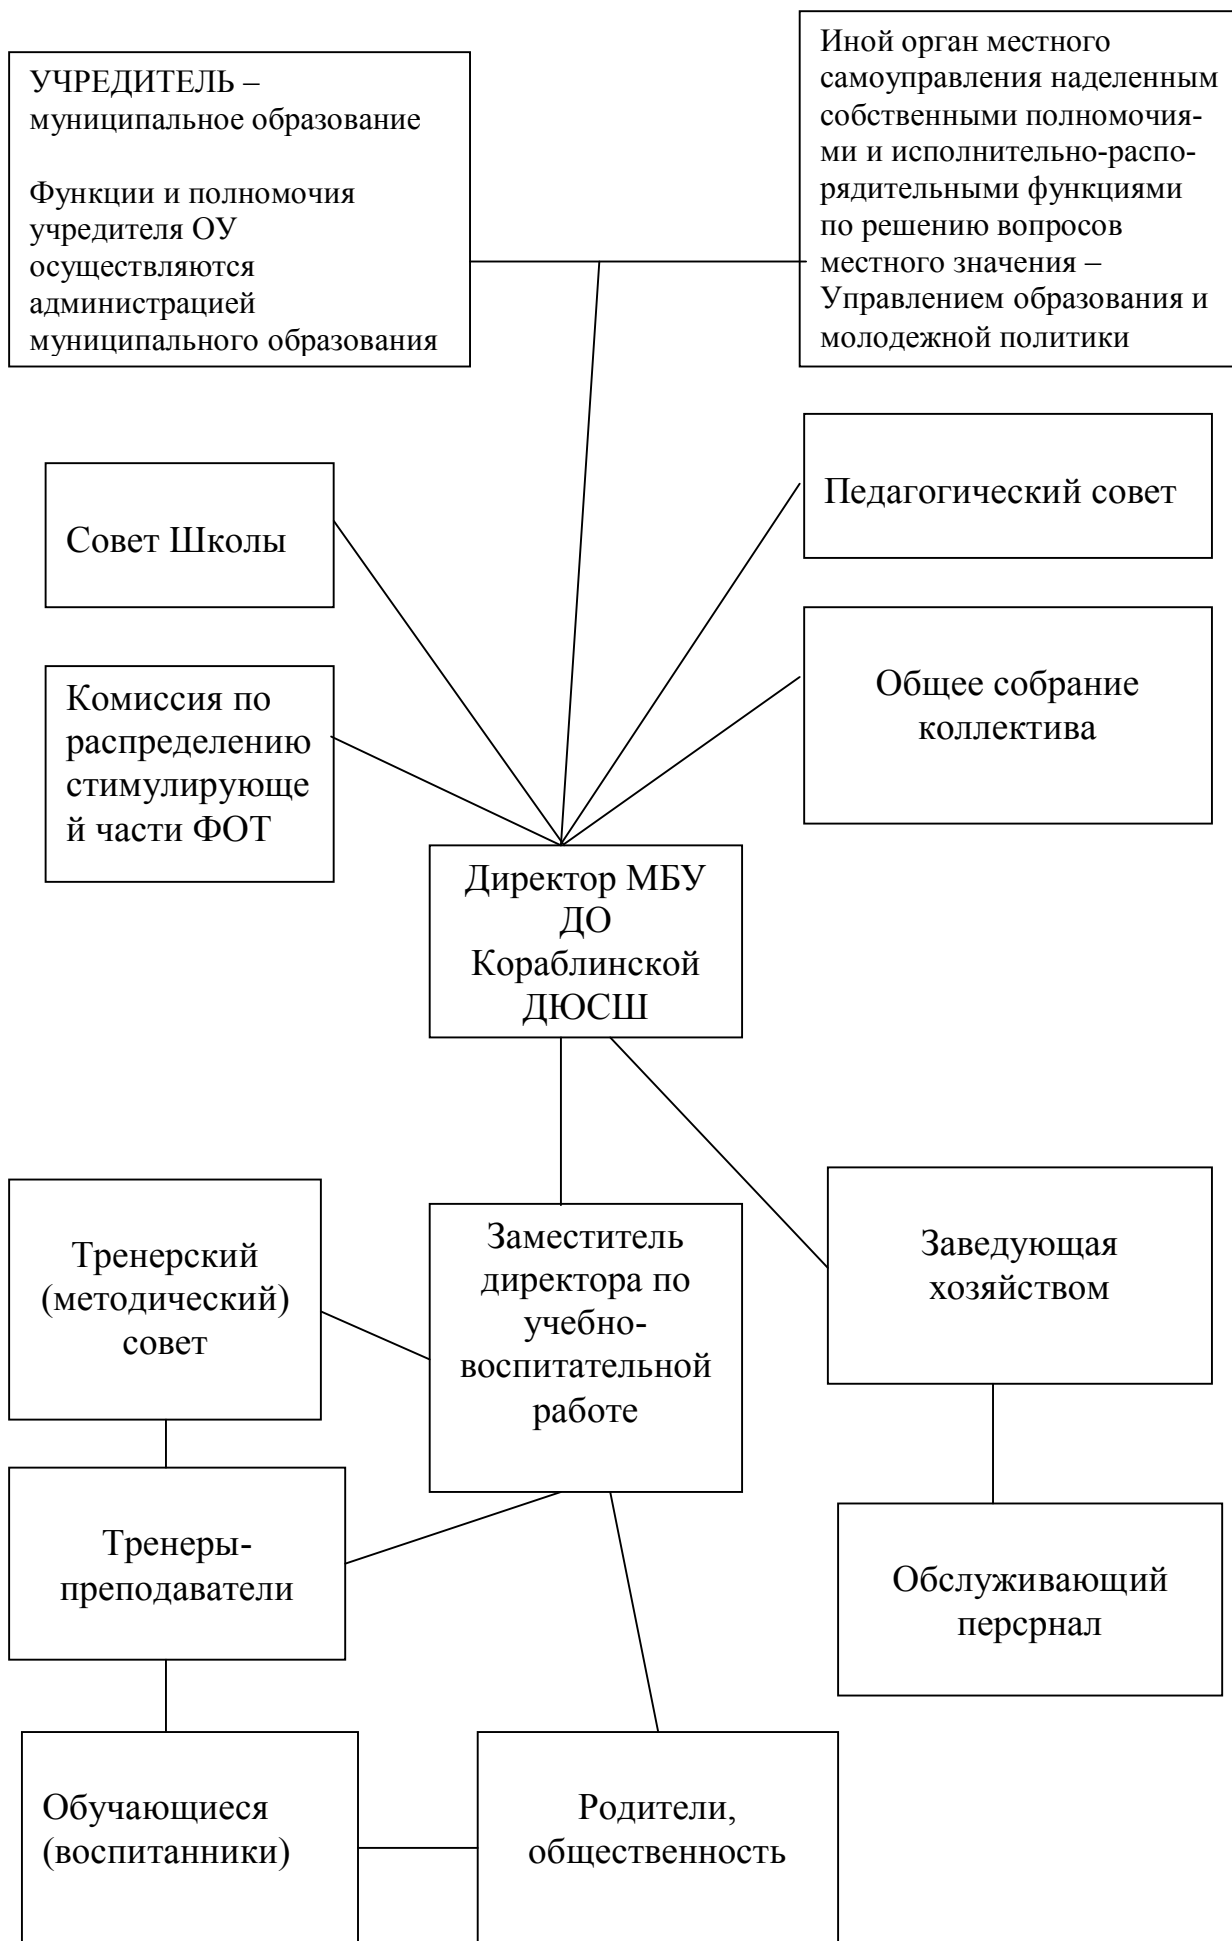 УЧРЕДИТЕЛЬ –
муниципальное образование
Функции и полномочия
учредителя ОУ
осуществляются
администрацией
муниципального образования
Иной орган местного
самоуправления наделенным
собственными полномочия-
ми и исполнительно-распо-
рядительными функциями
по решению вопросов
местного значения –
Управлением образования и
молодежной политики
Совет Школы
Педагогический совет
Комиссия по
распределению
стимулирующе
й части ФОТ
Общее собрание
коллектива
Директор МБУ
ДО
Кораблинской
ДЮСШ
Тренерский
(методический)
совет
Заместитель
директора по
учебно-
воспитательной
работе
Заведующая
хозяйством
Тренеры-
преподаватели
Обслуживающий
персрнал
Обучающиеся
(воспитанники)
Родители,
общественность